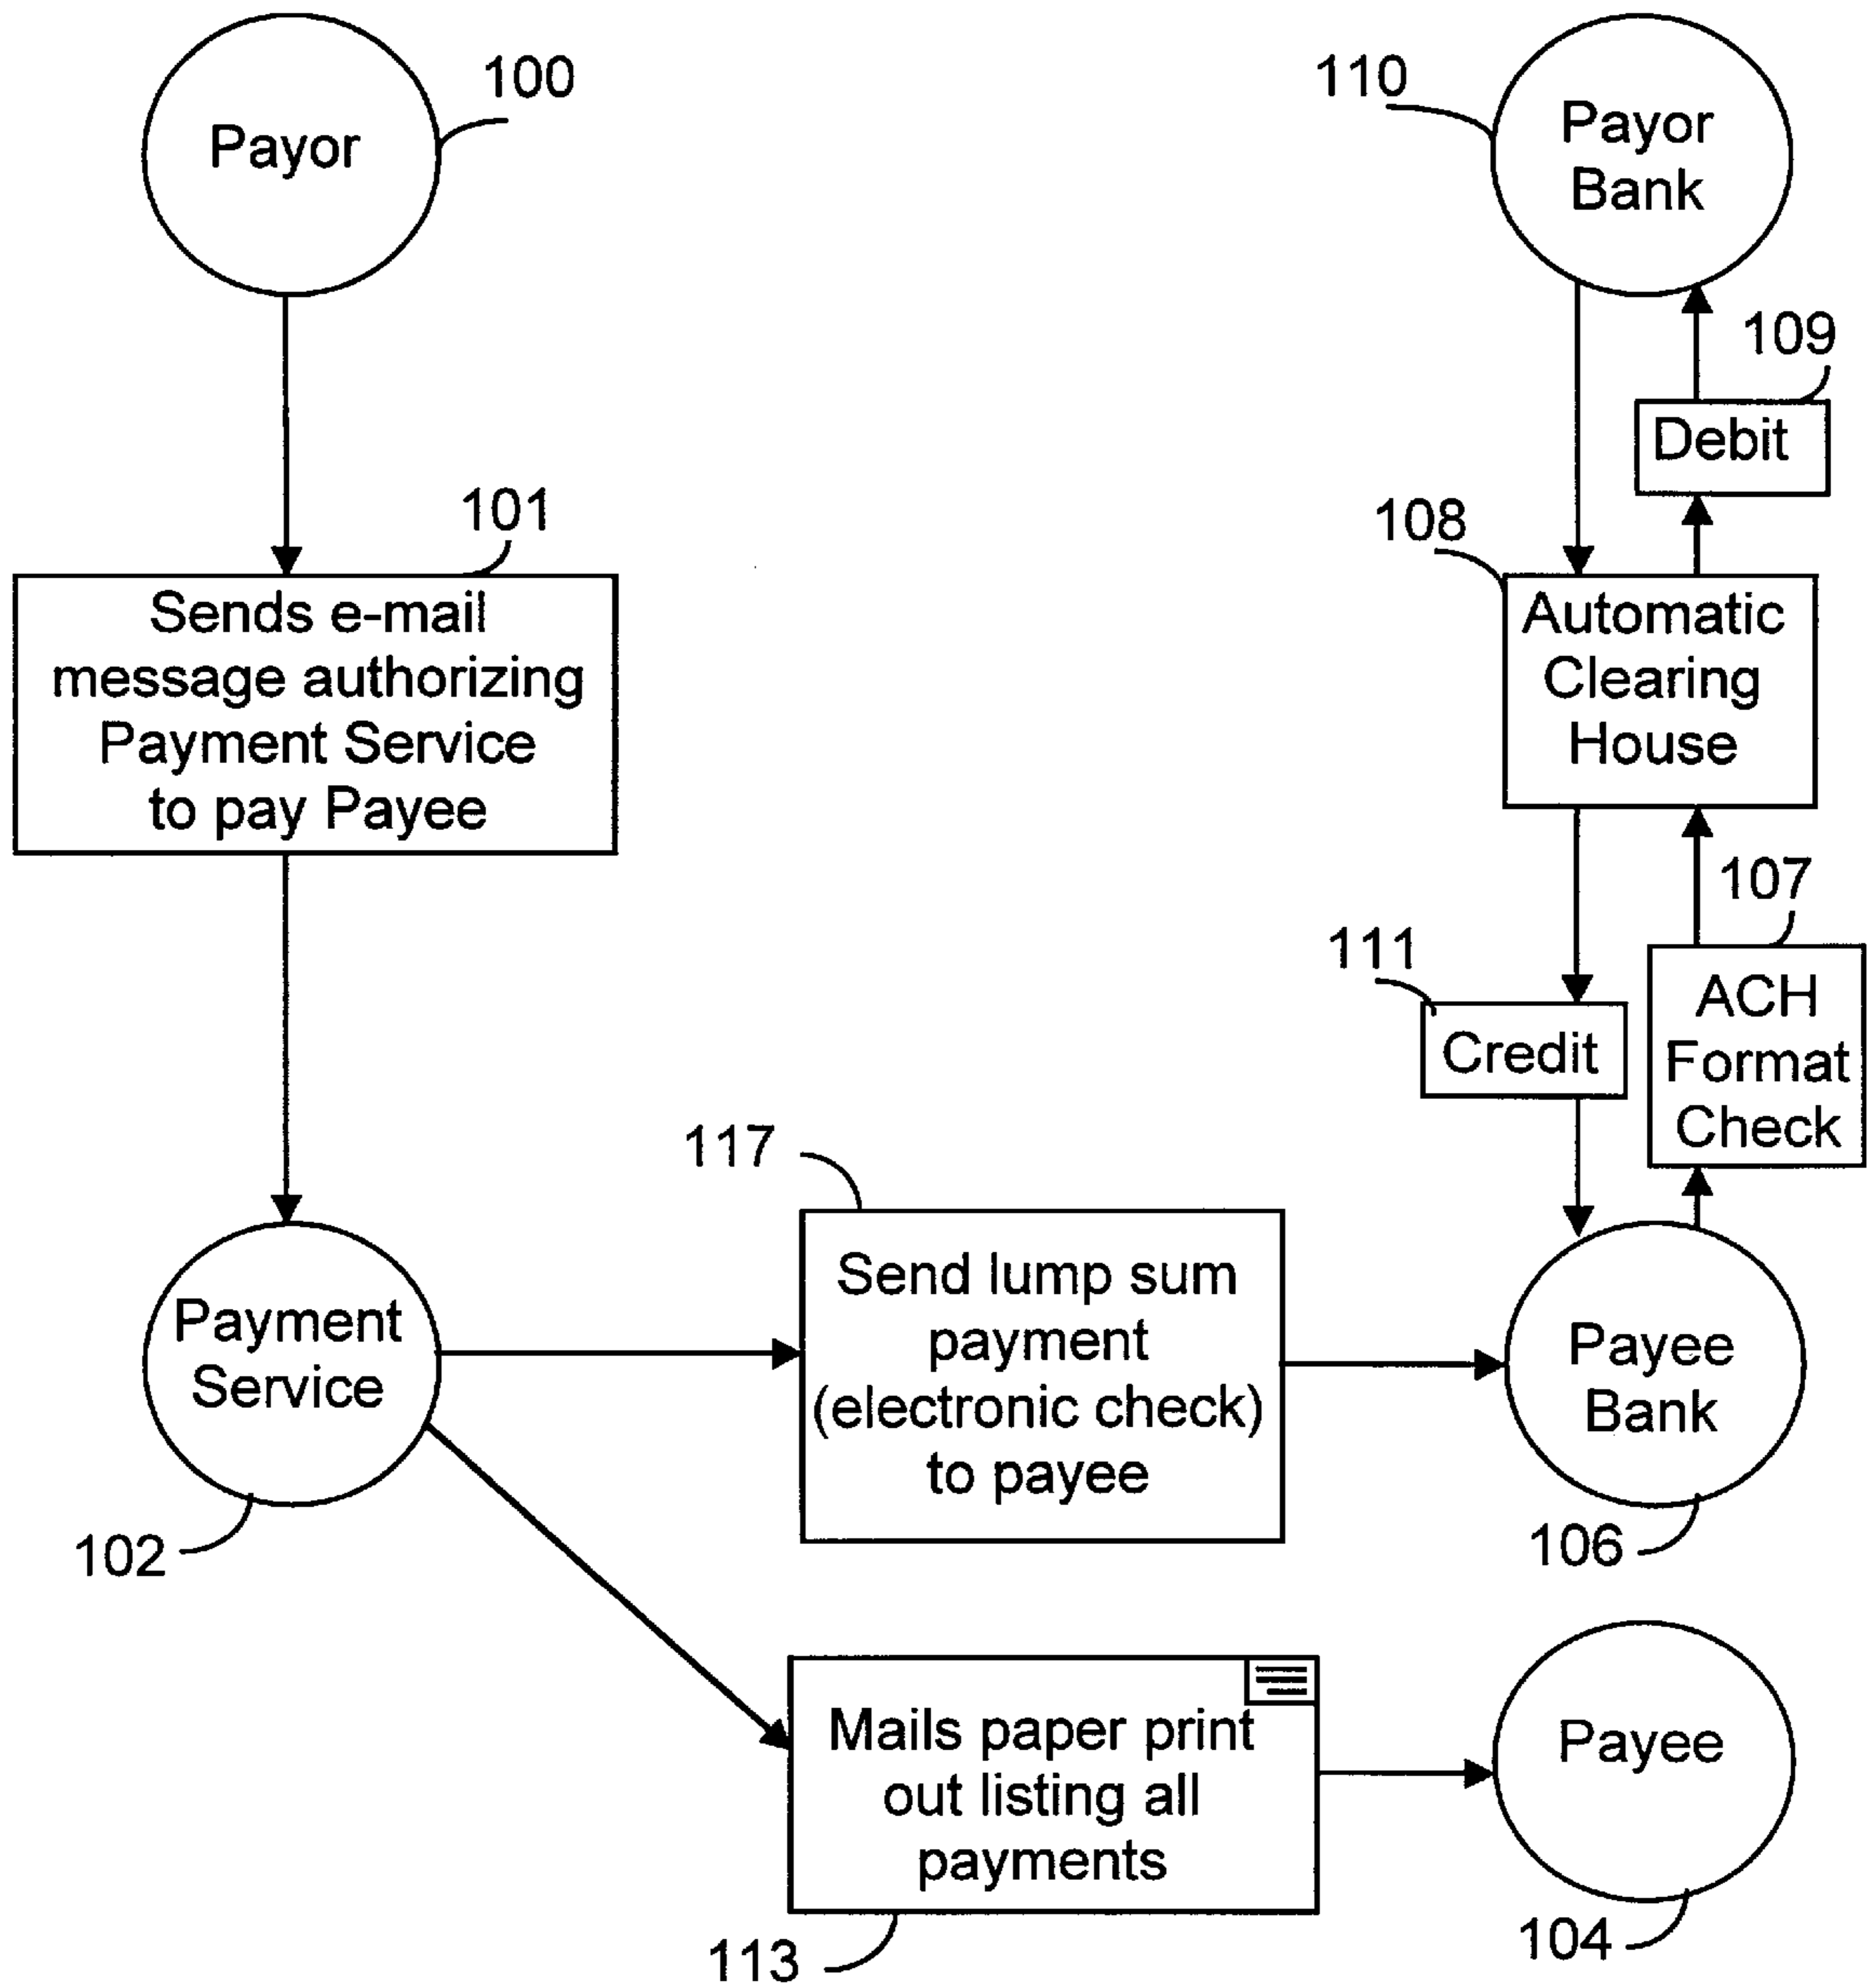 100
Payor
110
Payor
Bank
109
Debit
101
Sends e-mail
message authorizing
Payment Service
to pay Payee
108
Automatic
Clearing
House
107
ACH
Format
Check
111
Credit
117
Send lump sum
payment
(electronic check)
to payee
Payment
Service
102
Payee
Bank
106
Mails paper print
out listing all
payments
113
Payee
104